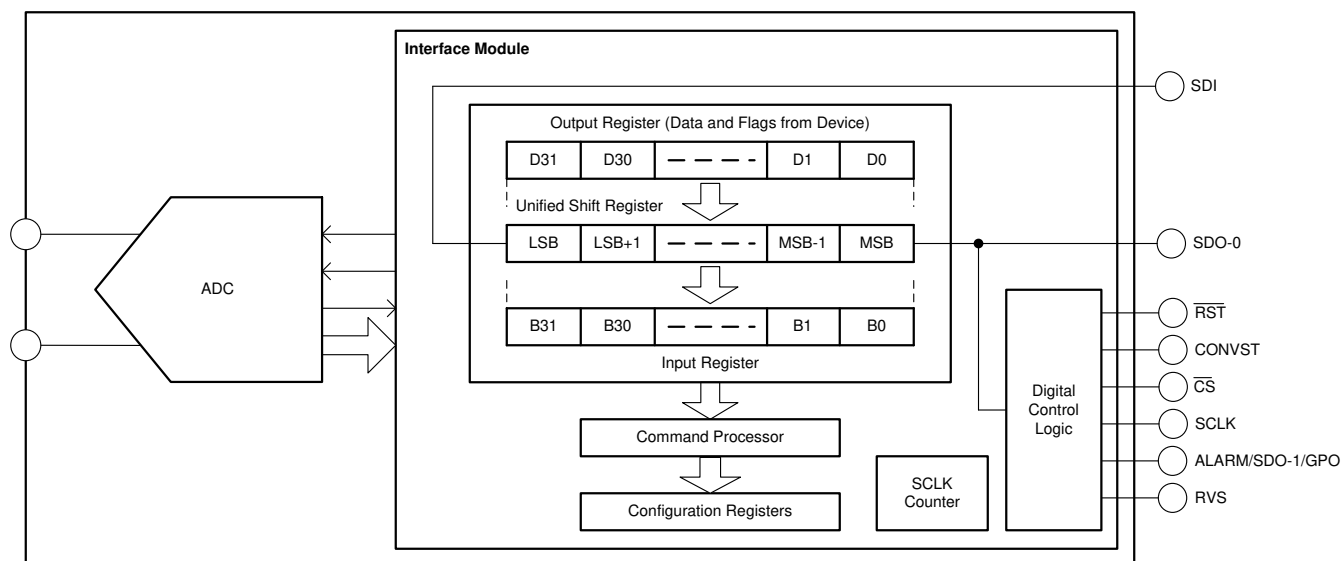 Interface Module
SDI
Output Register (Data and Flags from Device)
D31 D30 D1 D0
Unified Shift Register
LSB LSB+1 MSB-1 MSB
SDO-0
ADC
B31 B30 B1 B0
Input Register
RST
CONVST
CS
SCLK
ALARM/SDO-1/GPO
RVS
Digital
Control
Logic
Command Processor
SCLK
Counter
Configuration Registers